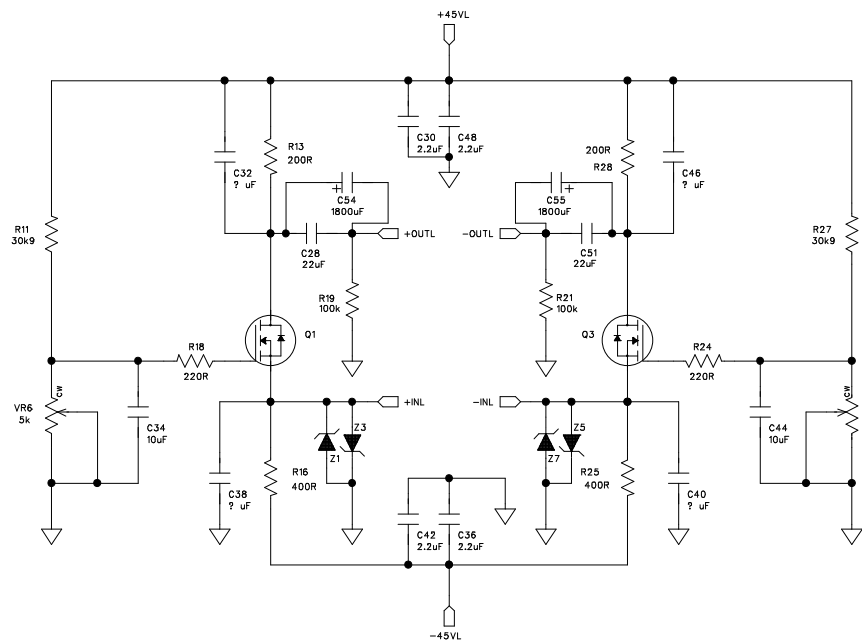 +45VL
R13
200R
C30
2.2uF
C48
2.2uF
200R
R28
C32
? uF
C46
? uF
C54
+
1800uF
C55
+
1800uF
R11
30k9
R27
30k9
+OUTL
-OUTL
C28
22uF
C51
22uF
R19
100k
R21
100k
Q1
Q3
R18
220R
R24
220R
CW
VR6
5k
CW
+INL
-INL
C34
10uF
Z1
Z3
Z7
Z5
C44
10uF
C38
? uF
R16
400R
R25
400R
C40
? uF
C42
2.2uF
C36
2.2uF
-45VL